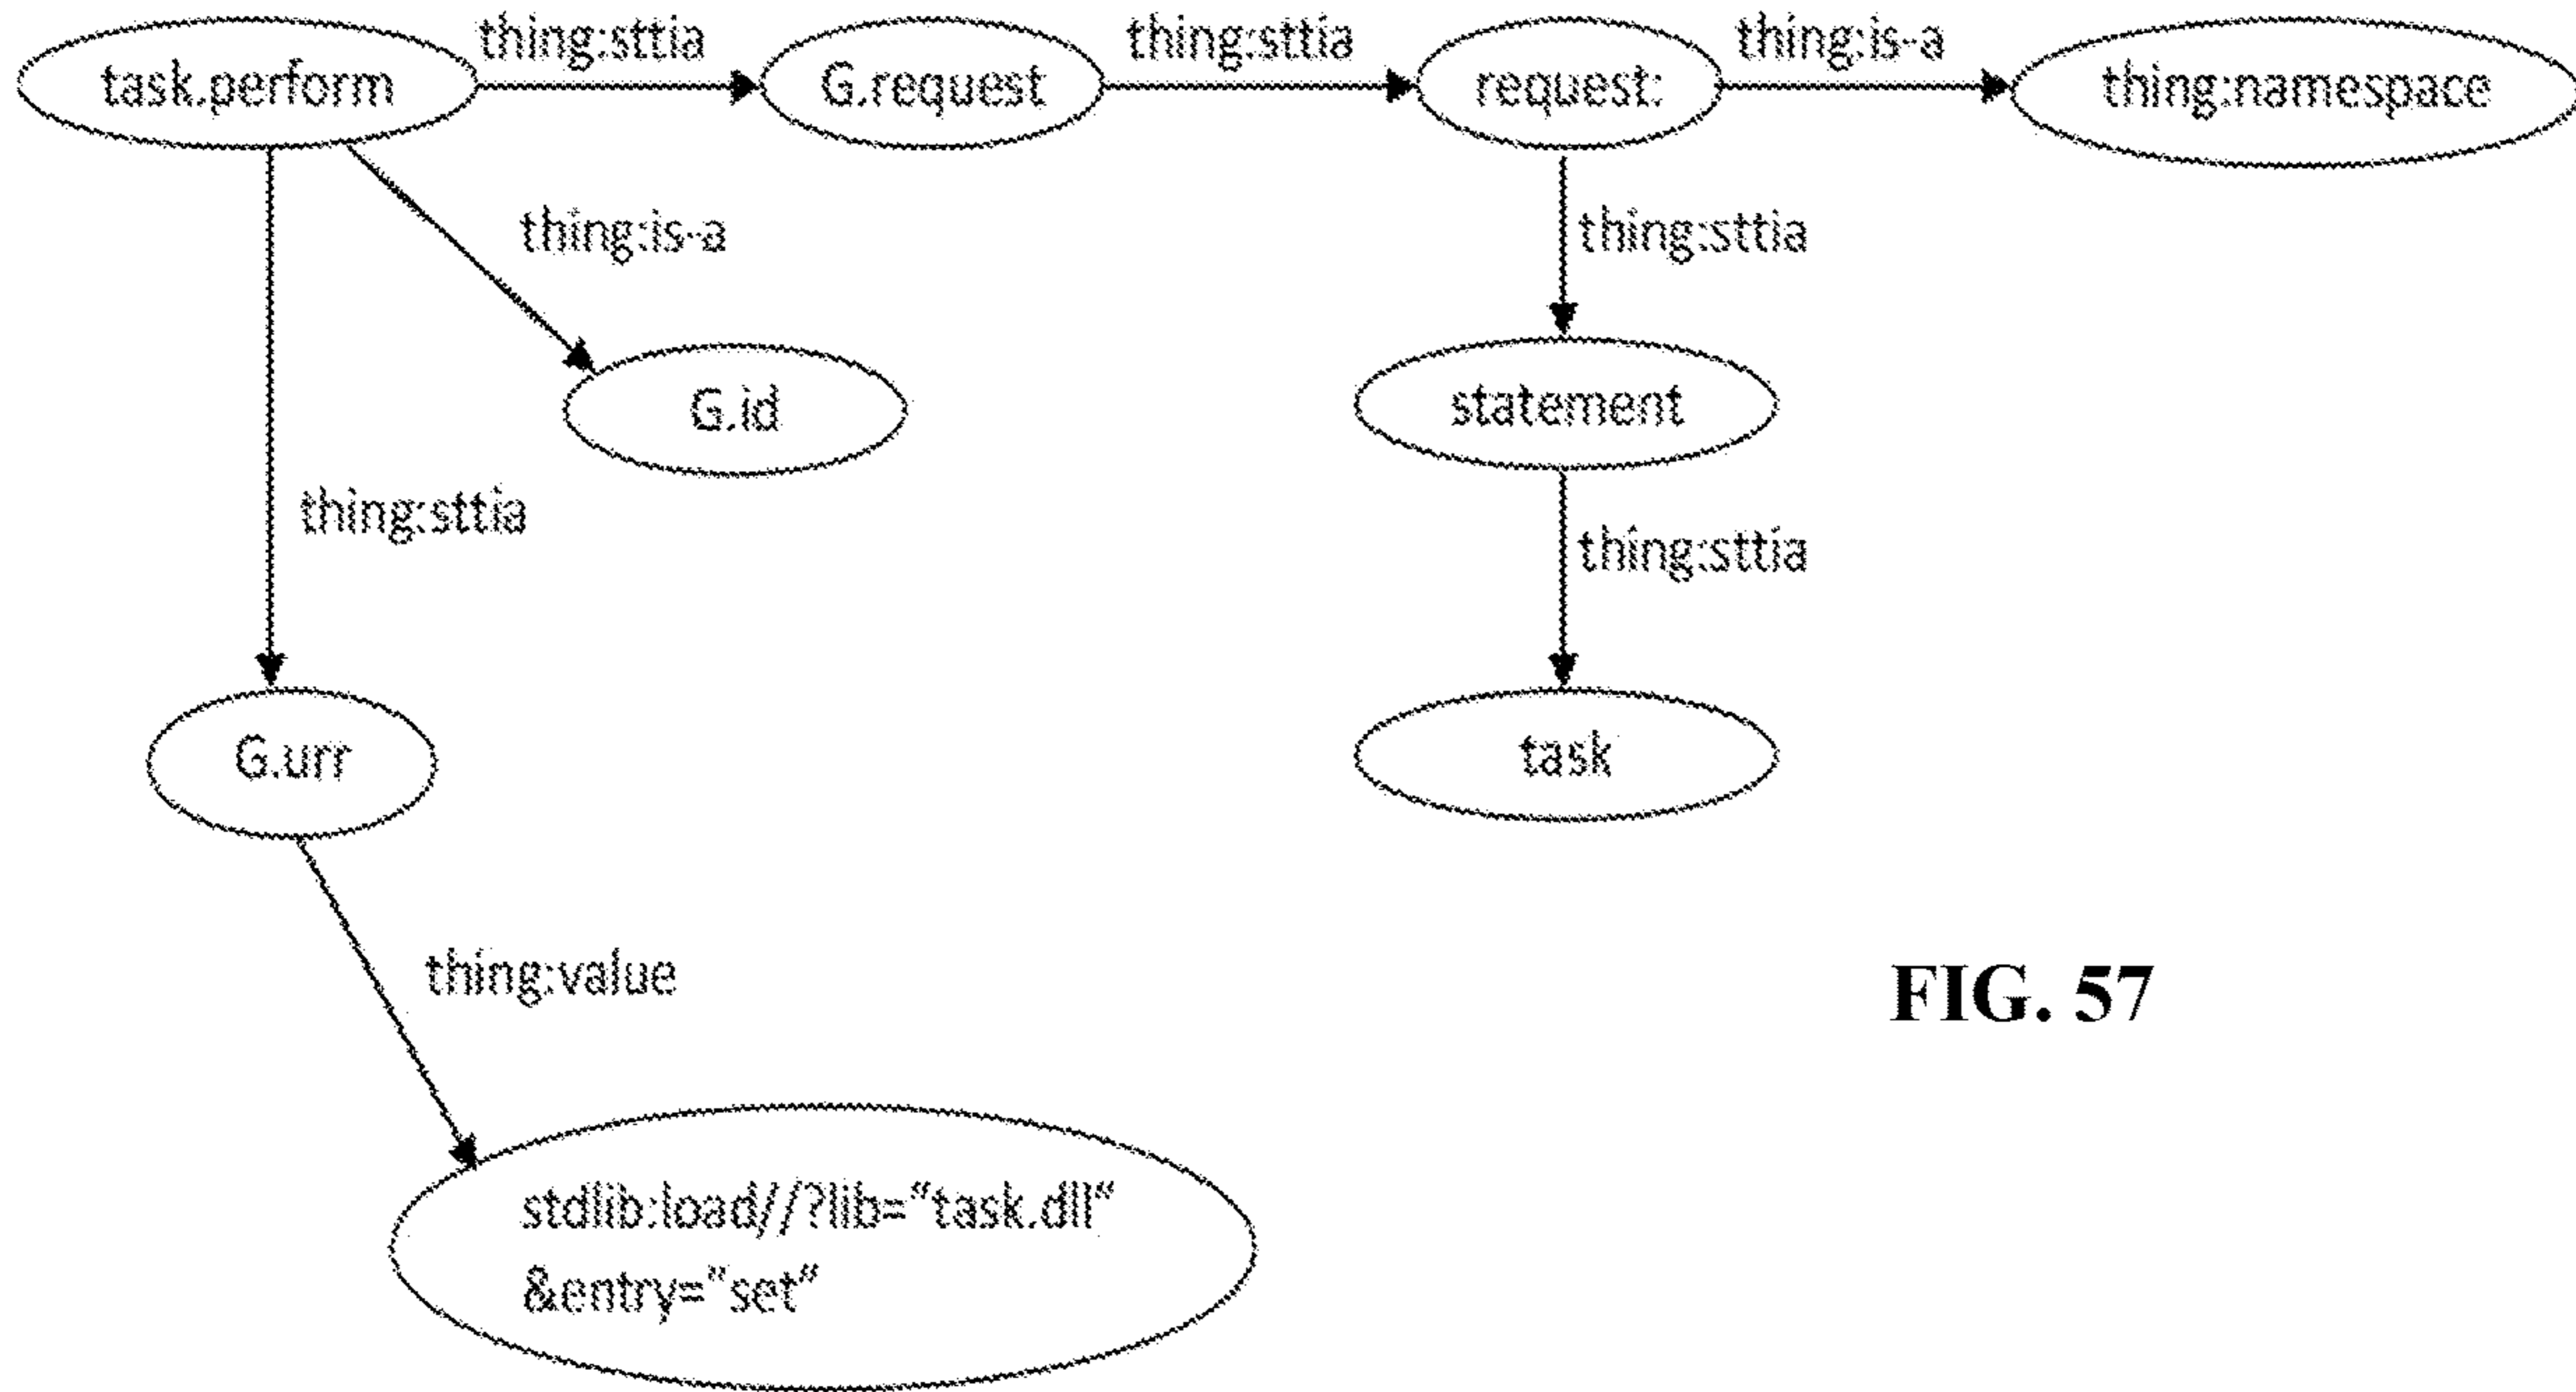 task.perform
thing:sttia
G.request
thing:sttia
request:
thing:is-a
thing:namespace
thing:is-a
thing:sttia
G.id
statement
thing:sttia
thing:sttia
G.urr
task
thing:value
FIG. 57
stdlib:load//?lib="task.dll"
&entry="set"